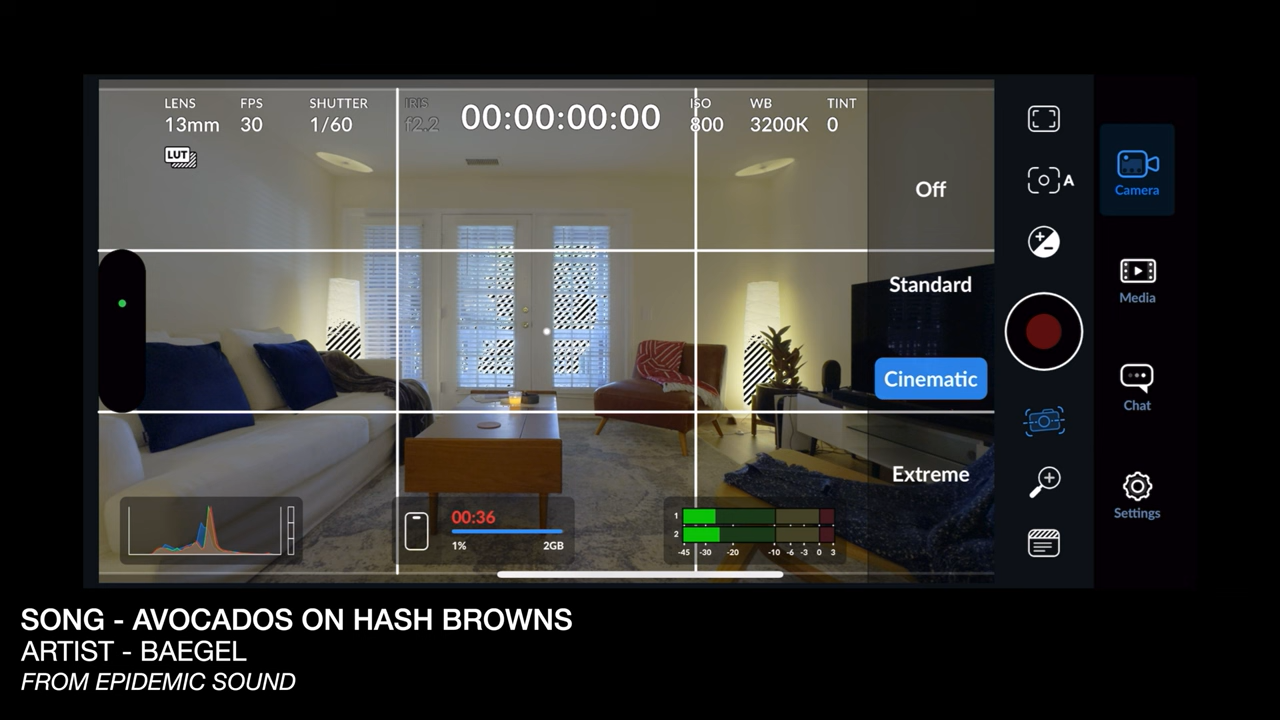 LENS FPS SHUTTER IRIS 00:00:00:00 ISO WB TINT
13mm 30 1/60 f2.2 800 3200K 0
LUT
A
Off
Standard
Cinematic
Extreme
Camera
Media
Chat
Settings
00:36
1% 2GB
1
2
-45 -30 -20 -10 -6 -3 0 3
SONG - AVOCADOS ON HASH BROWNS
ARTIST - BAEGEL
FROM EPIDEMIC SOUND